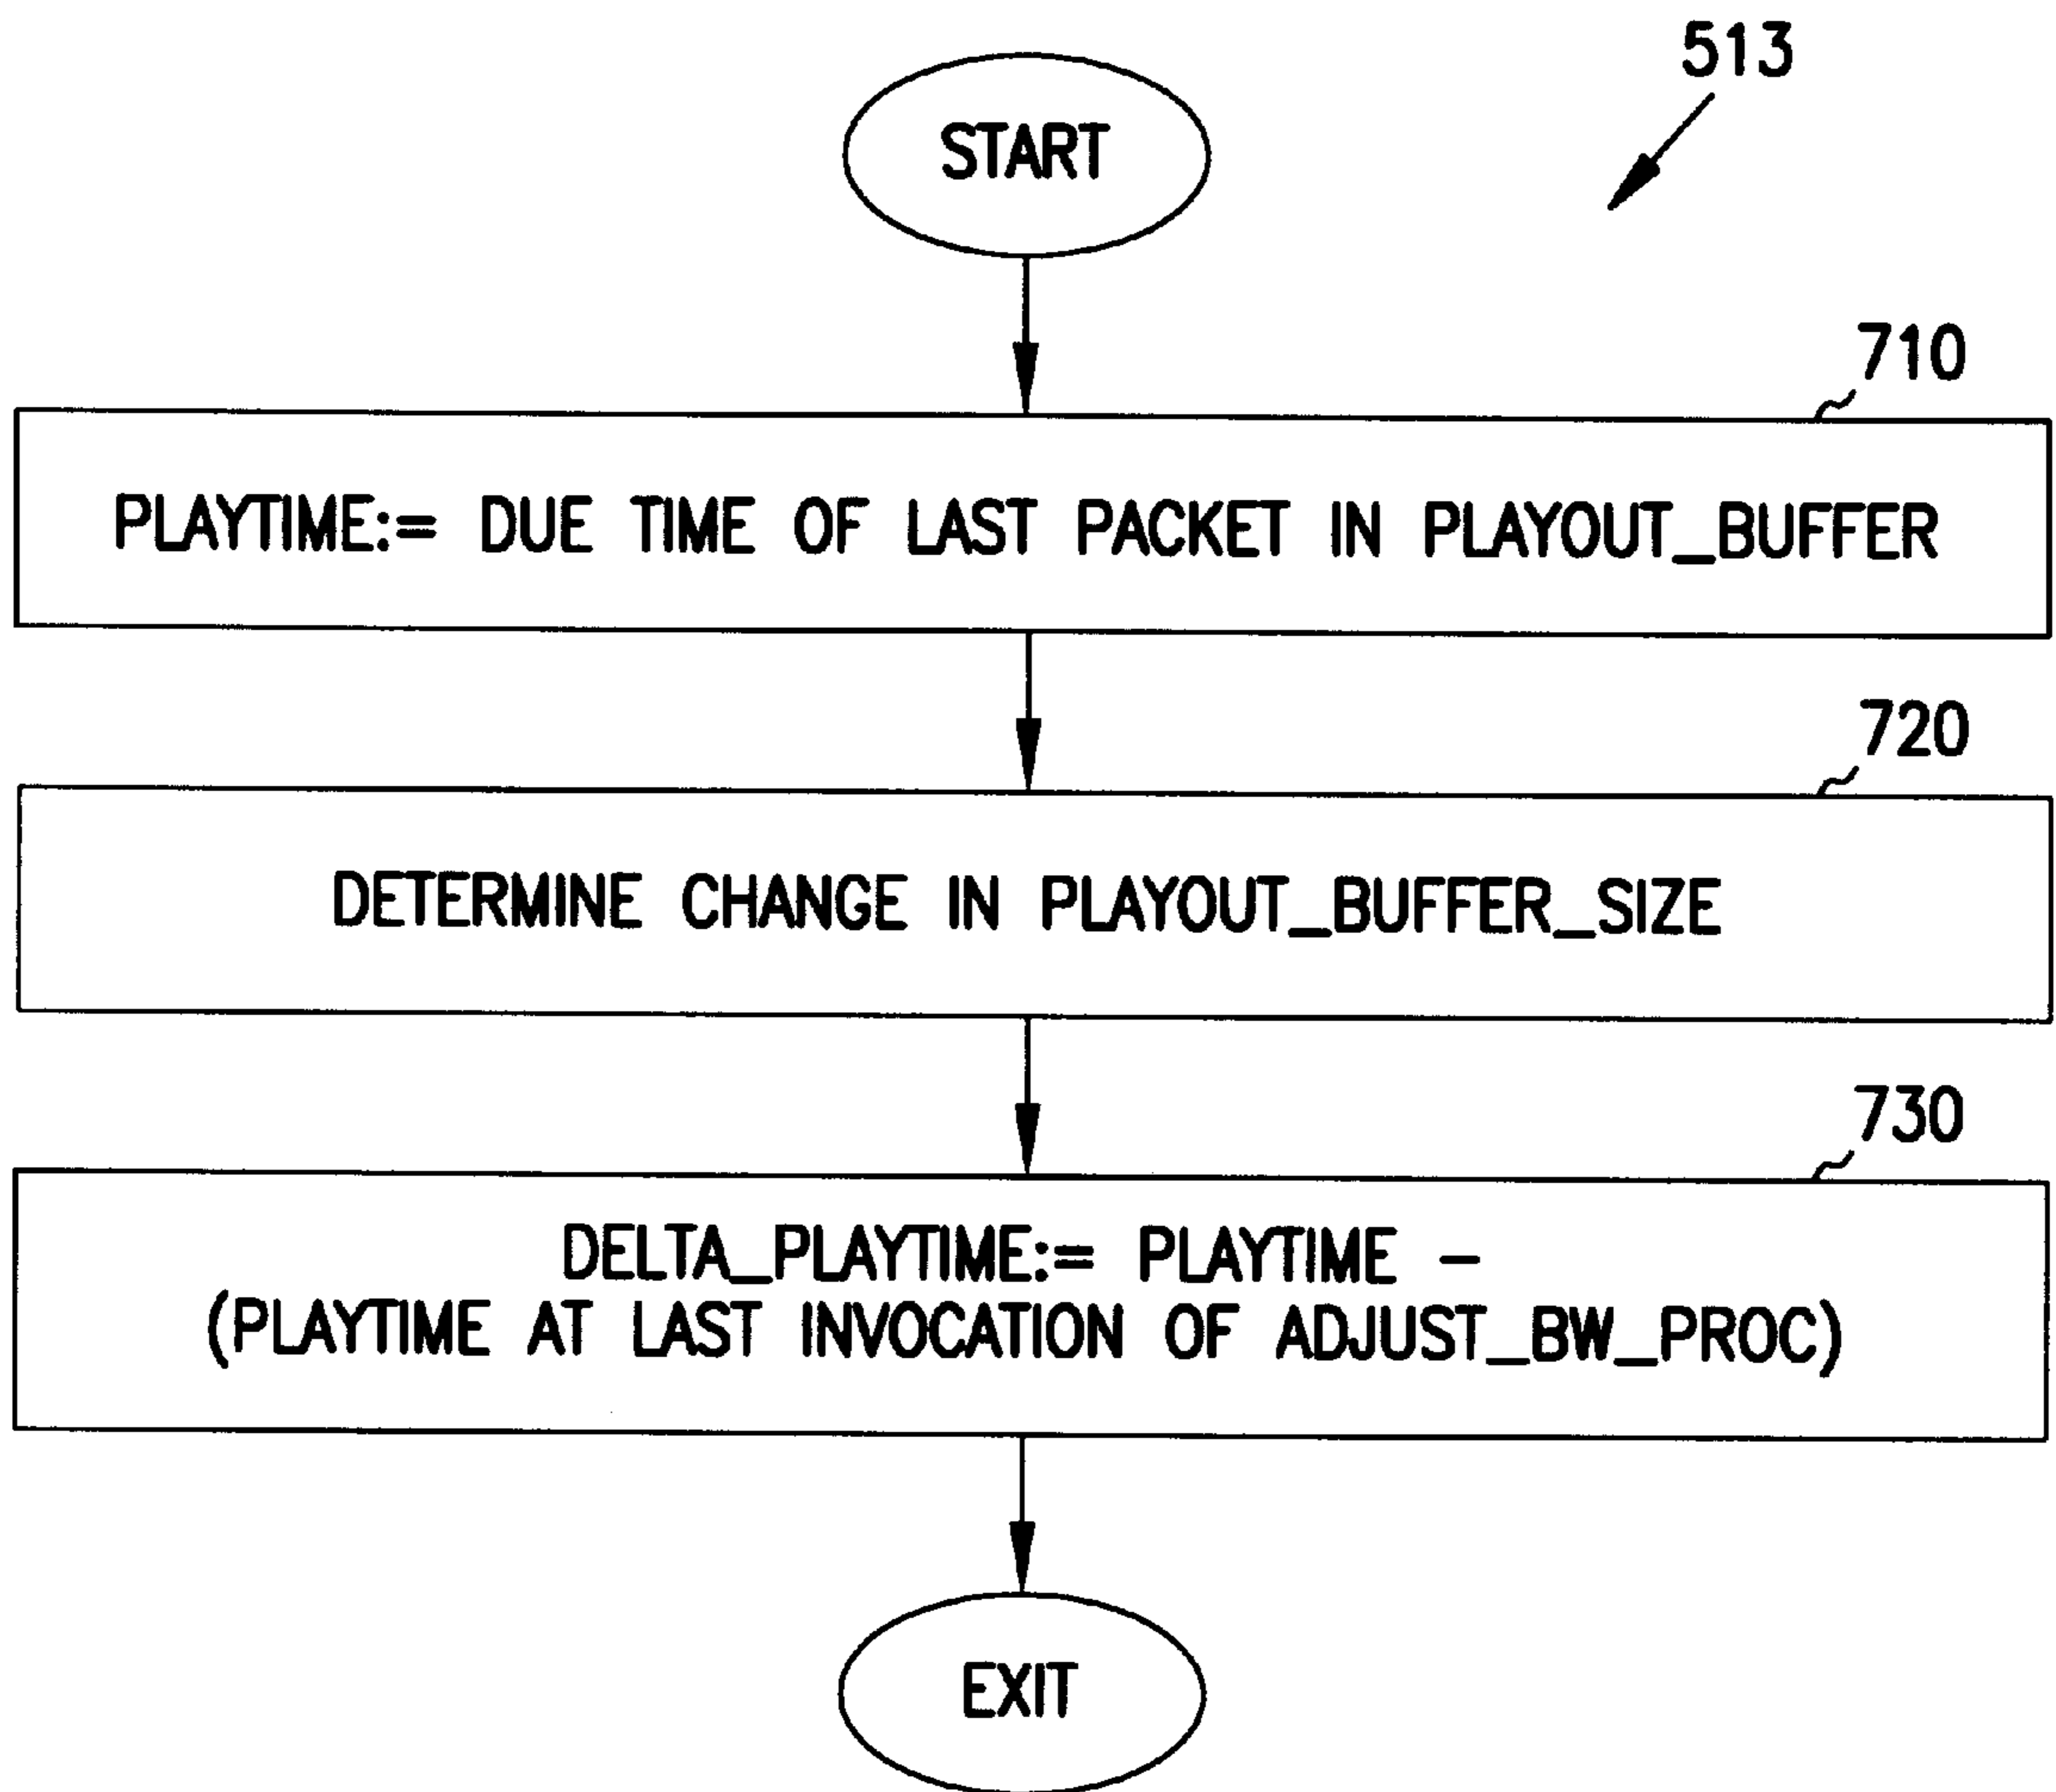 513
START
710
PLAYTIME:= DUE TIME OF LAST PACKET IN PLAYOUT_BUFFER
720
DETERMINE CHANGE IN PLAYOUT_BUFFER_SIZE
730
DELTA_PLAYTIME:= PLAYTIME –
(PLAYTIME AT LAST INVOCATION OF ADJUST_BW_PROC)
EXIT